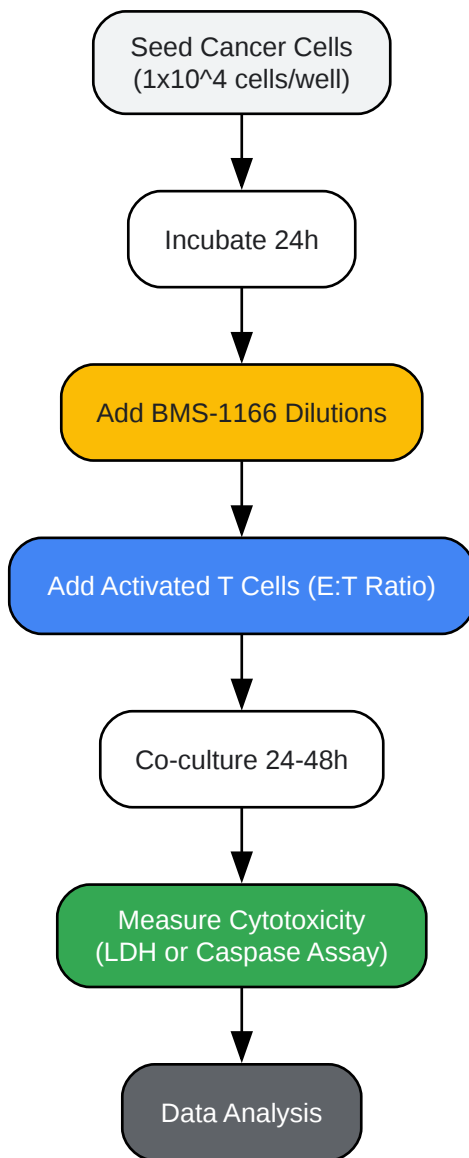 Seed Cancer Cells
(1x10^4 cells/well)
Incubate 24h
Add BMS-1166 Dilutions
Add Activated T Cells (E:T Ratio)
Co-culture 24-48h
Measure Cytotoxicity
(LDH or Caspase Assay)
Data Analysis